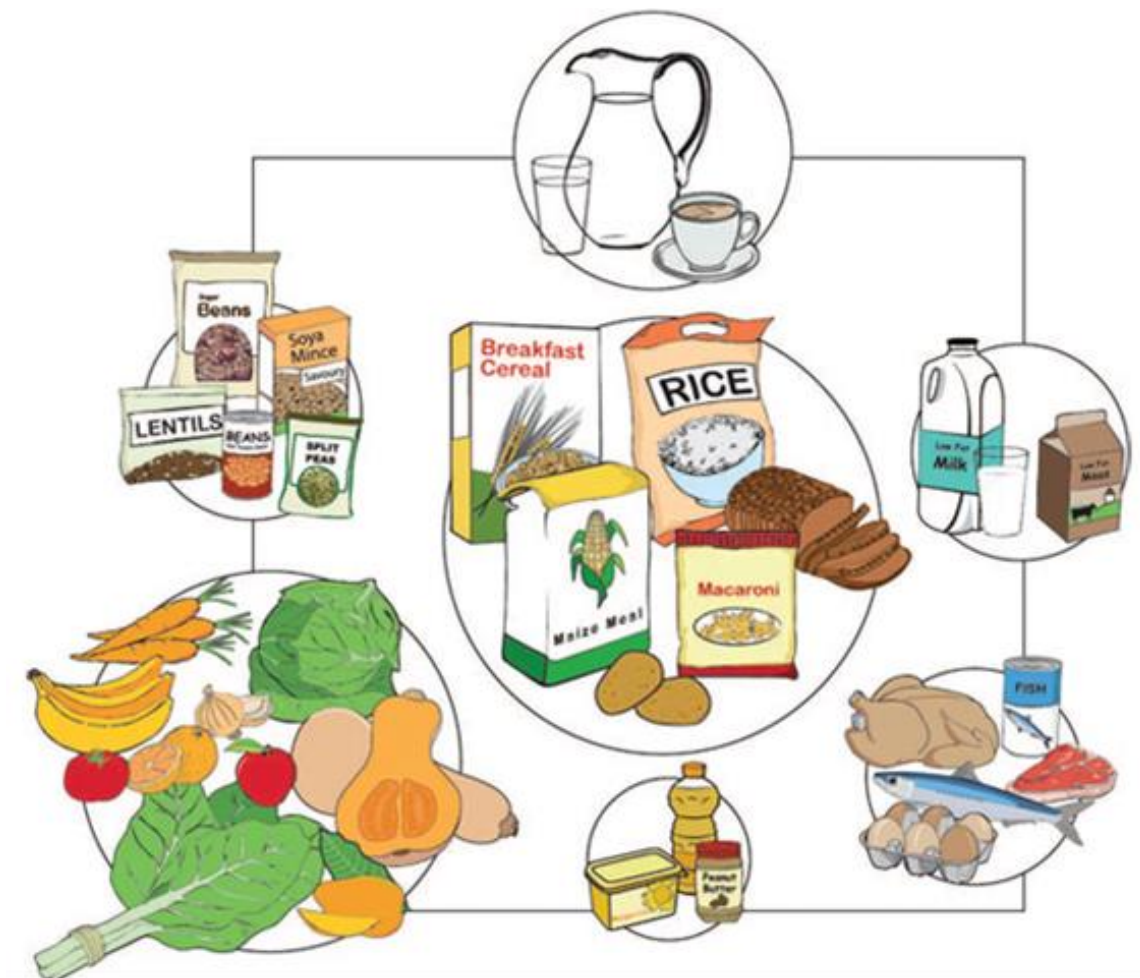 Sugar
Beans
Soya
Mince
Savoury
LENTILS
BEANS
SPLIT
PEAS
Breakfast
Cereal
RICE
Maize Meal
Macaroni
Low Fat
Milk
Low Fat
Maas
FISH
Peanut
Butter